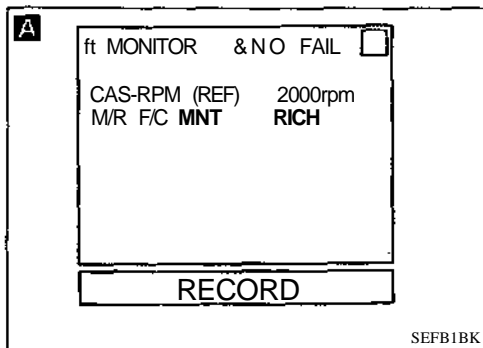 A
ft MONITOR &NO FAIL
CAS-RPM (REF) 2000rpm
M/R F/C MNT RICH
RECORD
SEFB1BK